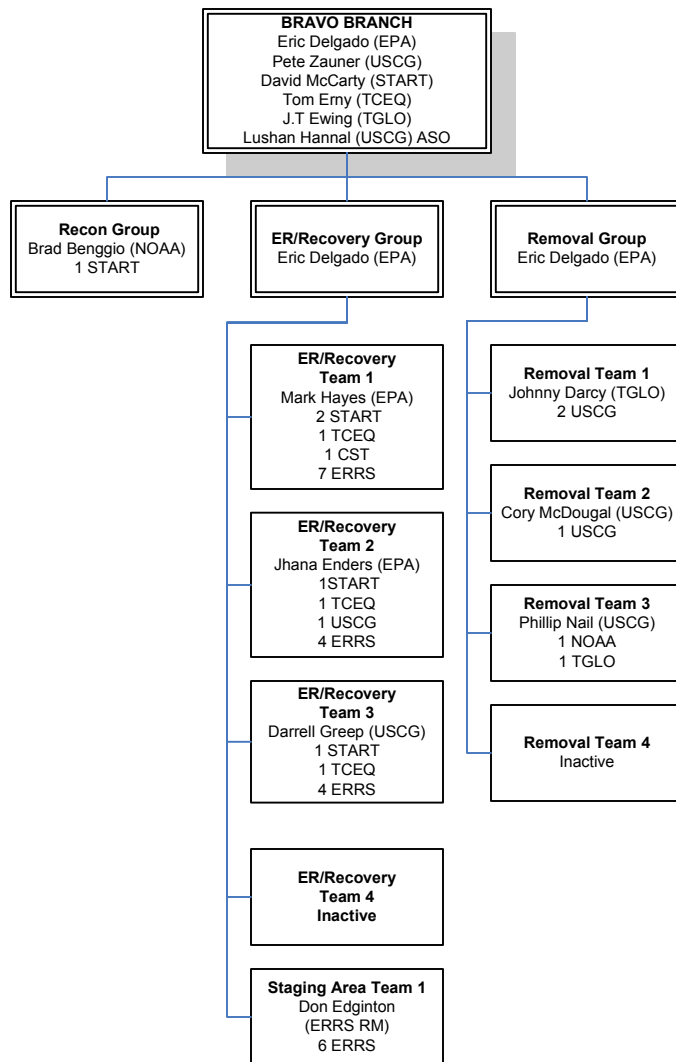 BRAVO BRANCH
Eric Delgado (EPA)
Pete Zauner (USCG)
David McCarty (START)
Tom Erny (TCEQ)
J.T Ewing (TGLO)
Lushan Hannal (USCG) ASO
Recon Group
Brad Benggio (NOAA)
1 START
ER/Recovery Group
Eric Delgado (EPA)
Removal Group
Eric Delgado (EPA)
ER/Recovery
Team 1
Mark Hayes (EPA)
2 START
1 TCEQ
1 CST
7 ERRS
ER/Recovery
Team 2
Jhana Enders (EPA)
1START
1 TCEQ
1 USCG
4 ERRS
ER/Recovery
Team 3
Darrell Greep (USCG)
1 START
1 TCEQ
4 ERRS
ER/Recovery
Team 4
Inactive
Staging Area Team 1
Don Edginton
(ERRS RM)
6 ERRS
Removal Team 1
Johnny Darcy (TGLO)
2 USCG
Removal Team 2
Cory McDougal (USCG)
1 USCG
Removal Team 3
Phillip Nail (USCG)
1 NOAA
1 TGLO
Removal Team 4
Inactive